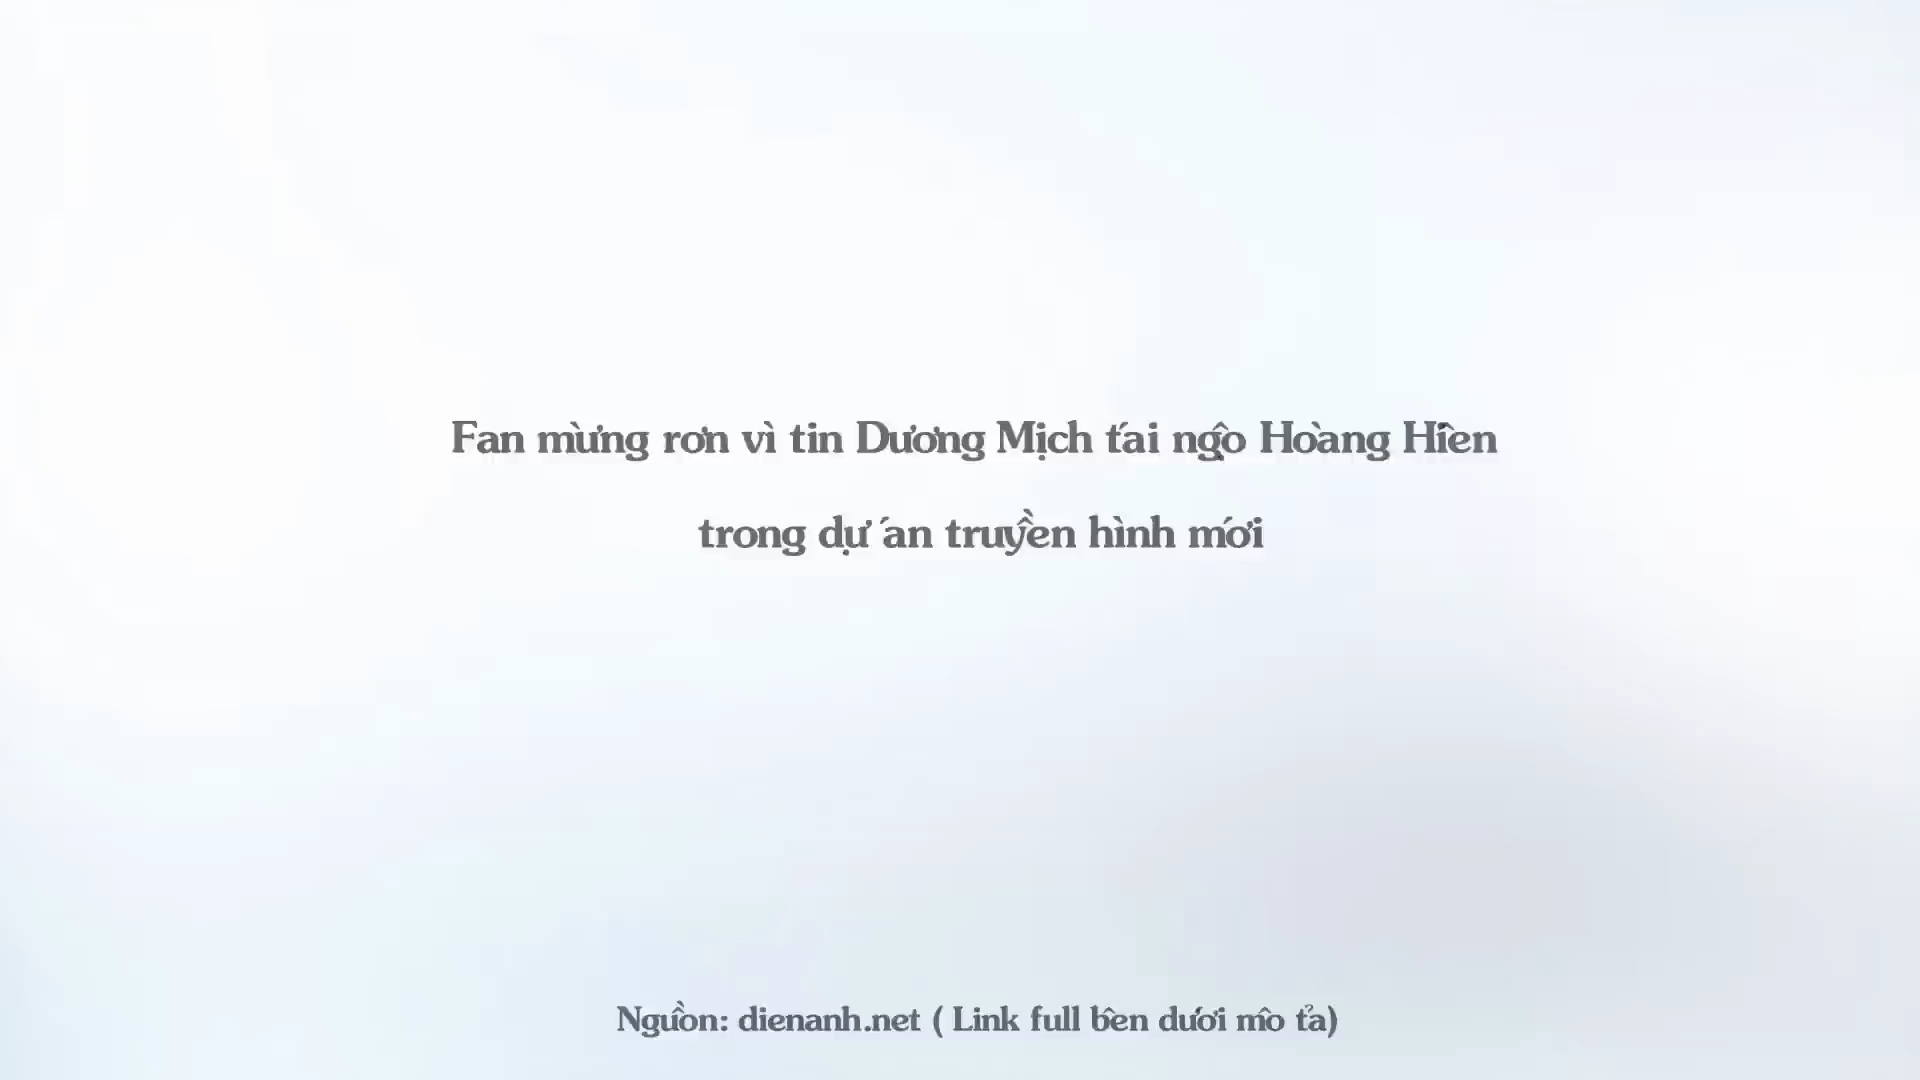 Fan mừng rơn vì tin Dương Mịch tái ngộ Hoàng Hiên
trong dự án truyền hình mới
Nguồn: dienanh.net ( Link full bên dưới mô tả)